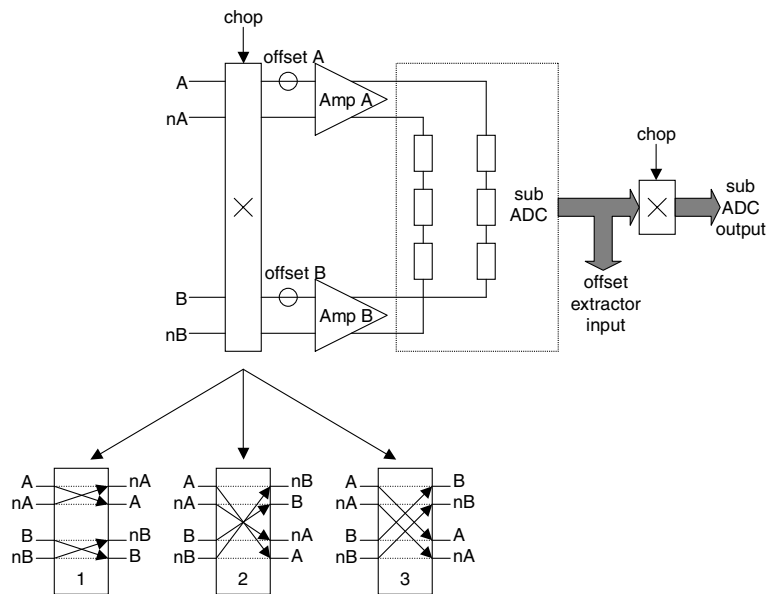 chop
offset A
A
Amp A
nA
chop
sub
ADC
sub
ADC
output
offset B
B
Amp B
nB
offset
extractor
input
A nA
nA A
B nB
nB B
1
A nB
nA B
B nA
nB A
2
A B
nA nB
B A
nB nA
3